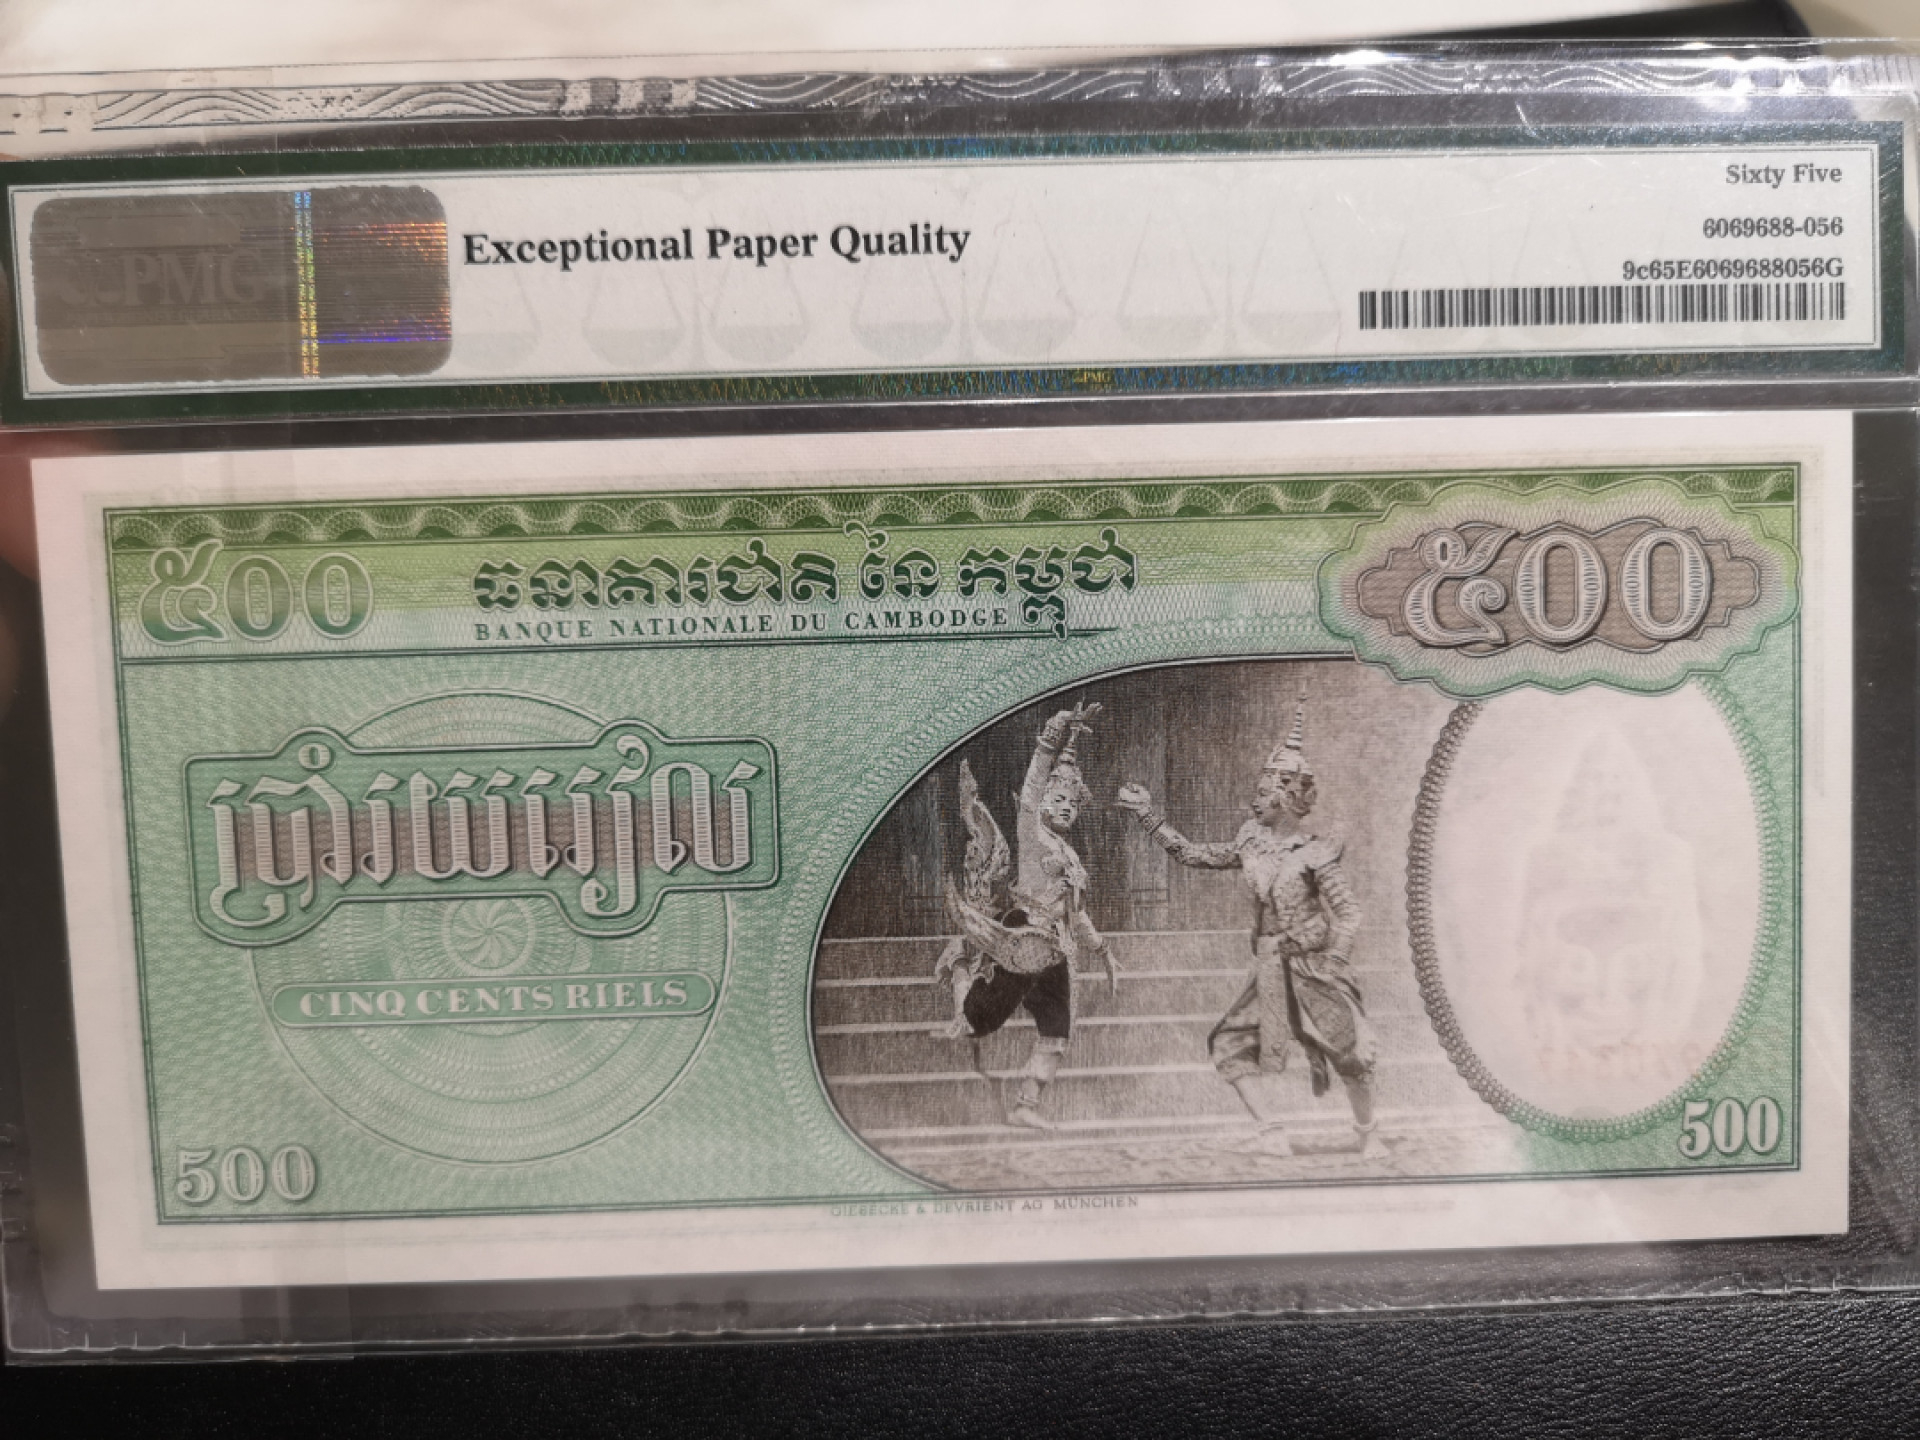 Sixty Five
PMG
Exceptional Paper Quality
6069688-056
9c65E6069688056G
PMG
៥០០
ធនាគារជាតិ នៃ កម្ពុជា
៥០០
BANQUE NATIONALE DU CAMBODGE
ប្រាំរយរៀល
CINQ CENTS RIELS
500
500
GIESECKE & DEVRIENT AG MÜNCHEN